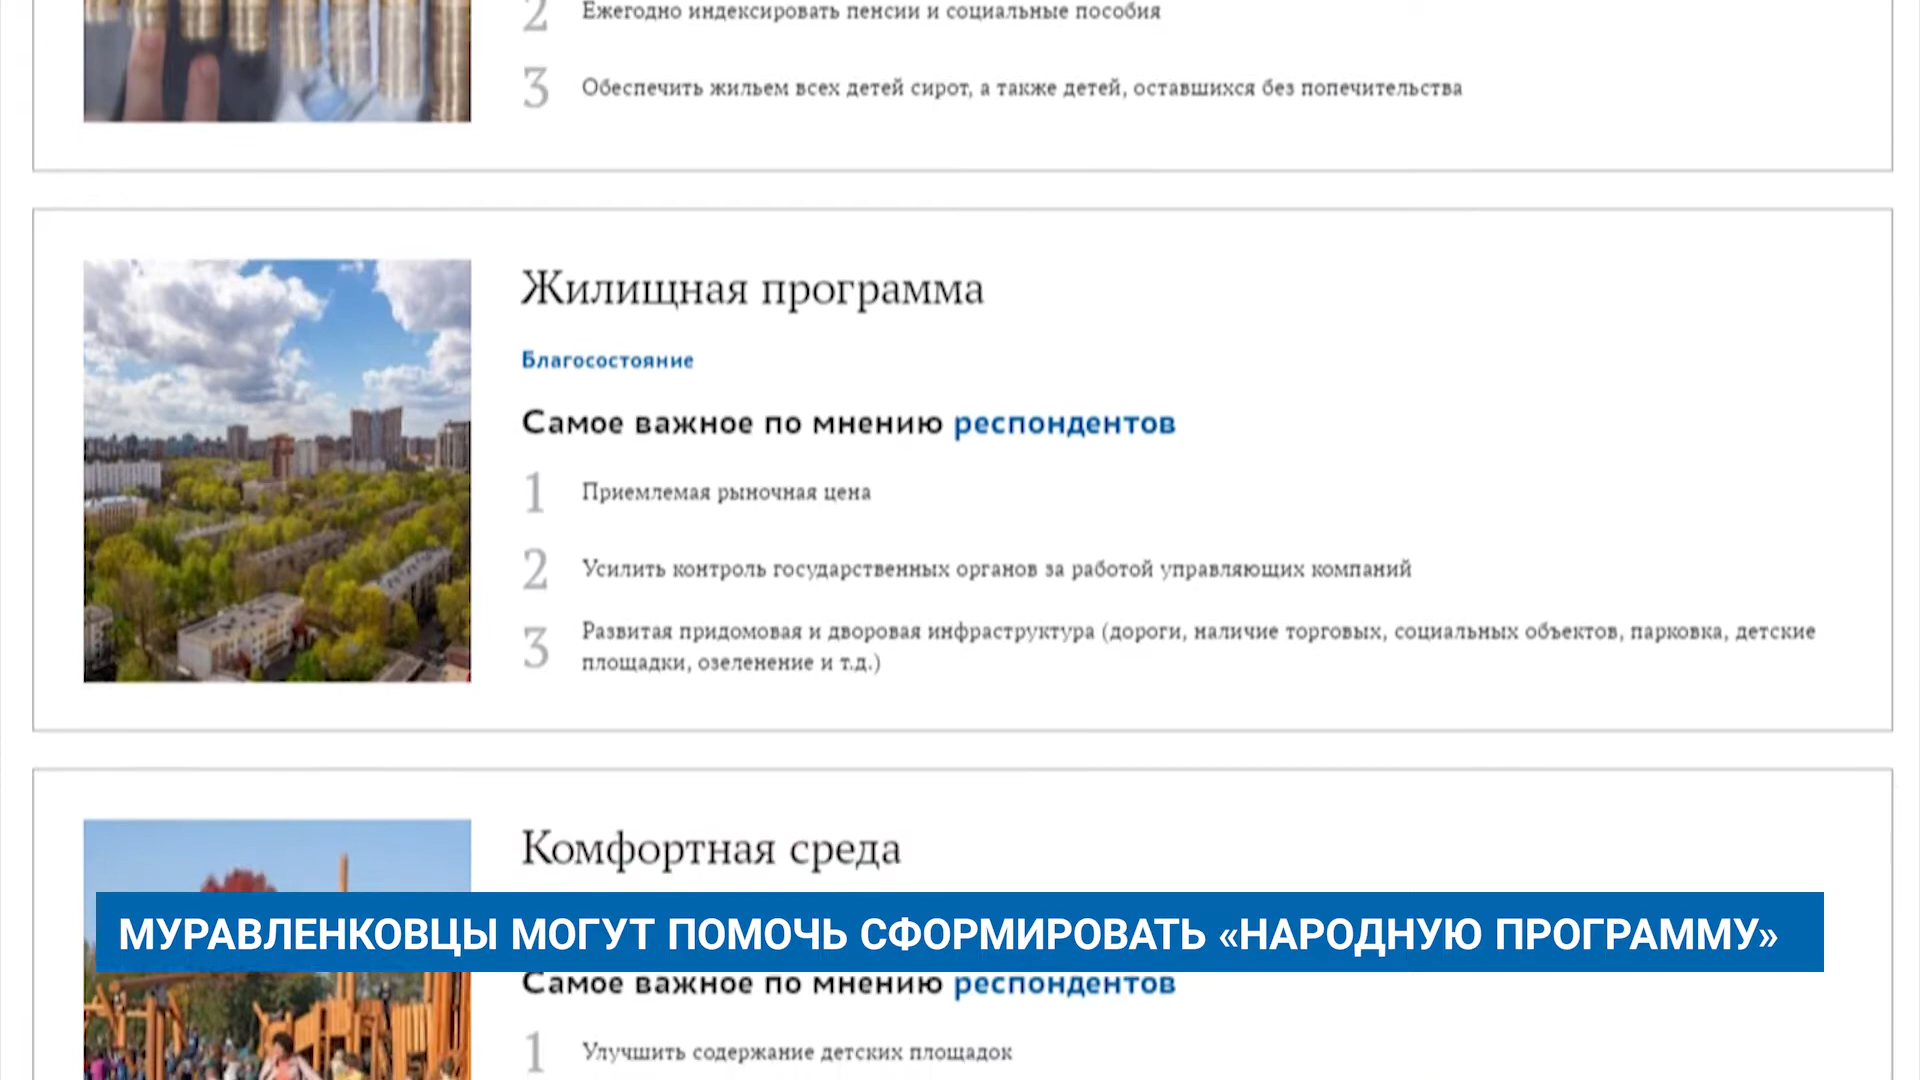 2 Ежегодно индексировать пенсии и социальные пособия
3 Обеспечить жильем всех детей сирот, а также детей, оставшихся без попечительства
Жилищная программа
Благосостояние
Самое важное по мнению респондентов
1 Приемлемая рыночная цена
2 Усилить контроль государственных органов за работой управляющих компаний
3 Развитая придомовая и дворовая инфраструктура (дороги, наличие торговых, социальных объектов, парковка, детские
площадки, озеленение и т.д.)
Комфортная среда
МУРАВЛЕНКОВЦЫ МОГУТ ПОМОЧЬ СФОРМИРОВАТЬ «НАРОДНУЮ ПРОГРАММУ»
Самое важное по мнению респондентов
1 Улучшить содержание детских площадок